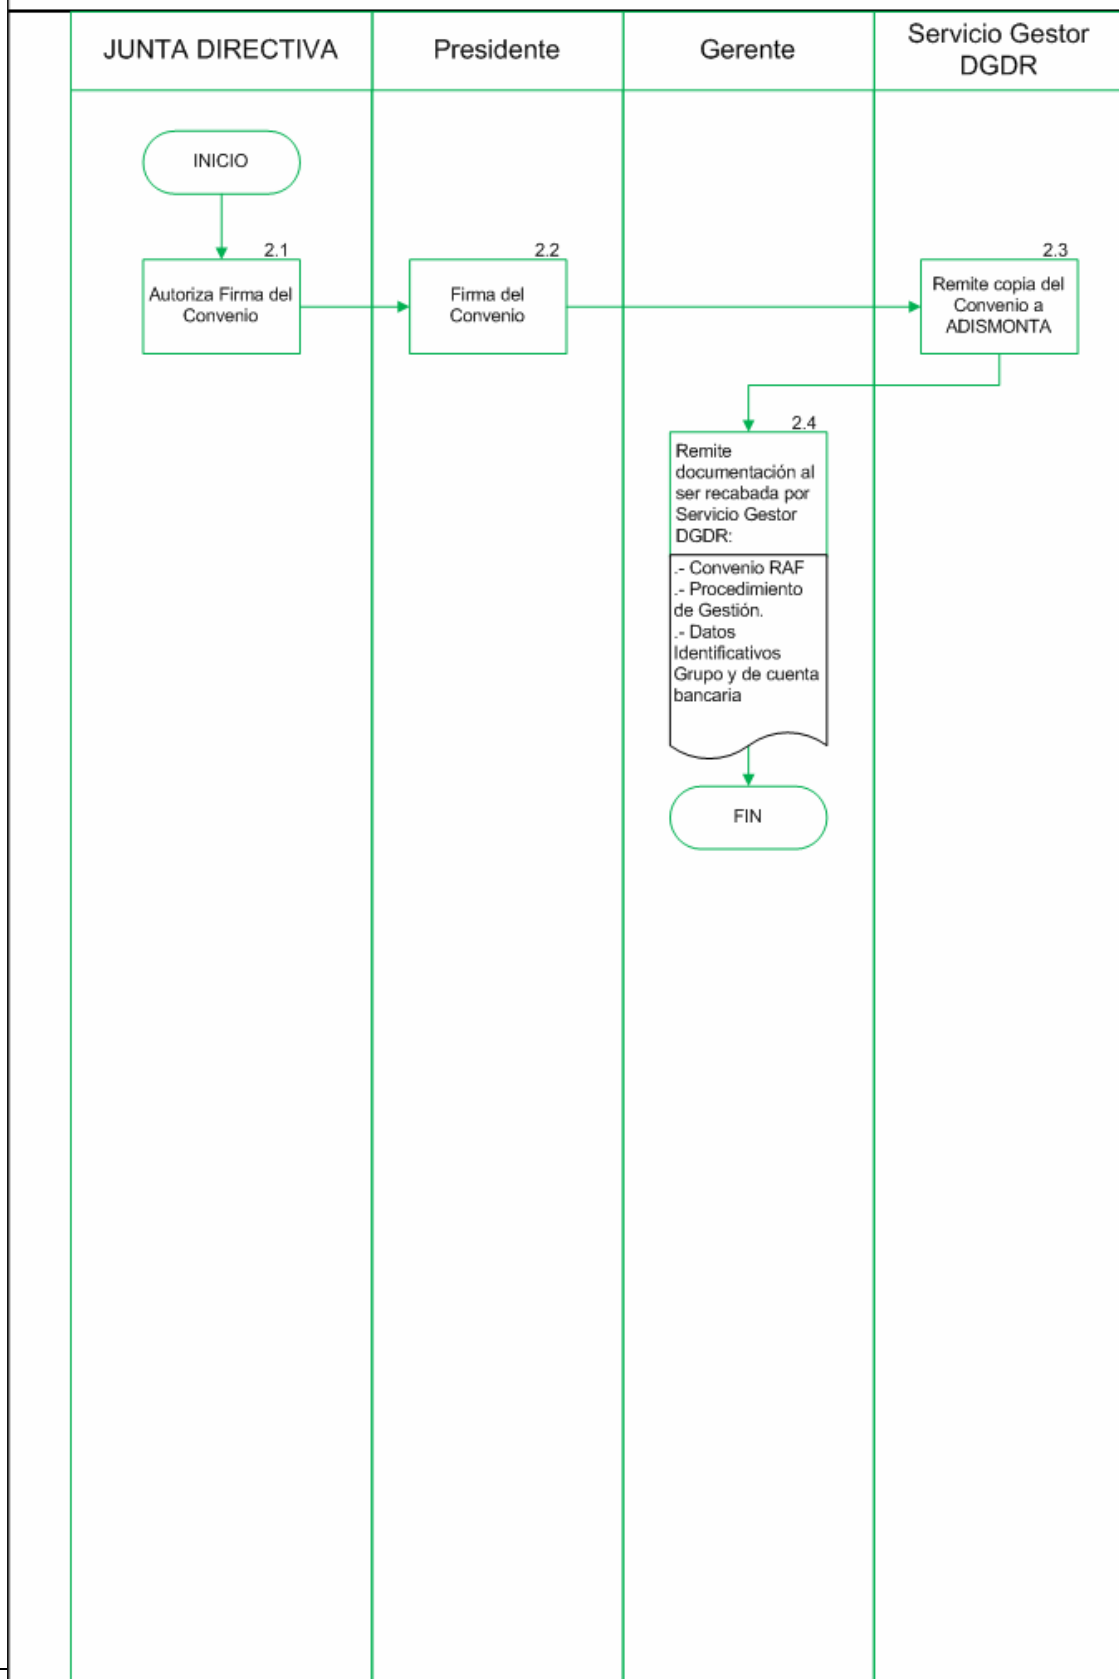 JUNTA DIRECTIVA
Presidente
Gerente
Servicio Gestor
DGDR
INICIO
2.1
Autoriza Firma del
Convenio
2.2
Firma del
Convenio
2.3
Remite copia del
Convenio a
ADISMONTA
2.4
Remite
documentación al
ser recabada por
Servicio Gestor
DGDR:
.- Convenio RAF
.- Procedimiento
de Gestión.
.- Datos
Identificativos
Grupo y de cuenta
bancaria
FIN